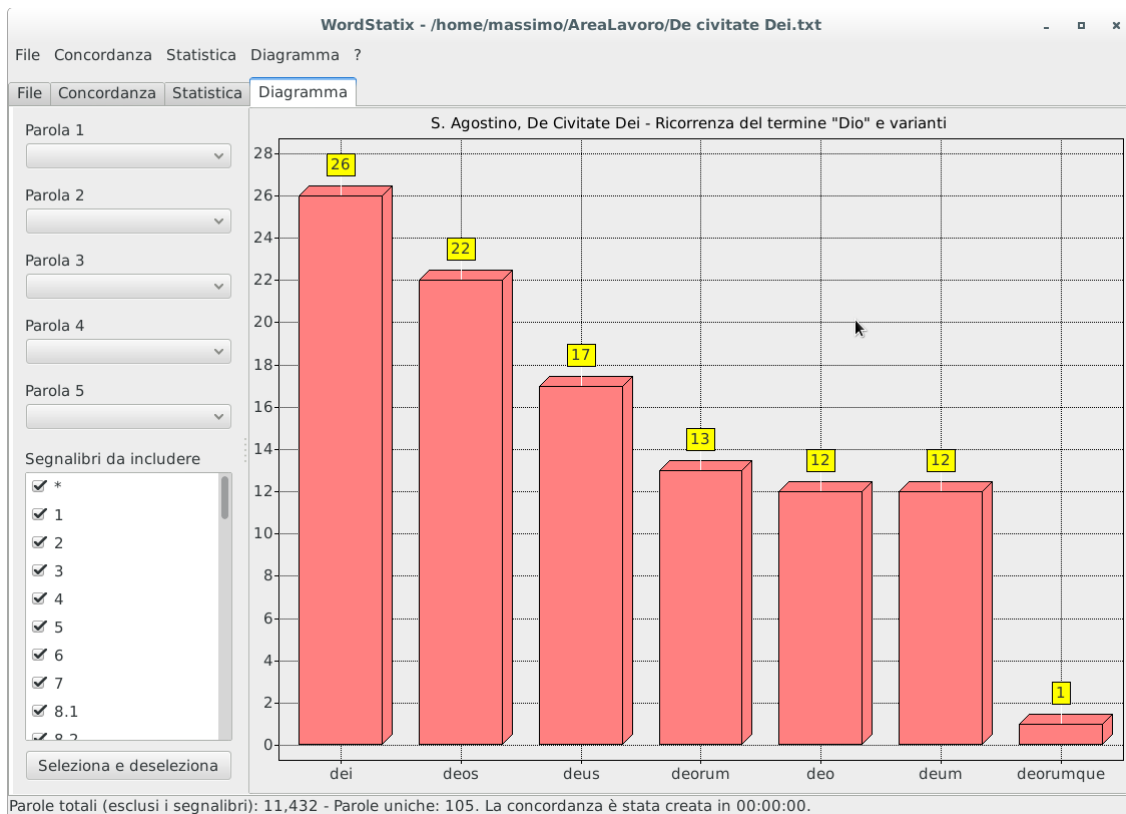 WordStatix - /home/massimo/AreaLavoro/De civitate Dei.txt
File Concordanza Statistica Diagramma ?
File Concordanza Statistica Diagramma
Parola 1
Parola 2
Parola 3
Parola 4
Parola 5
Segnalibri da includere
*
1
2
3
4
5
6
7
8.1
8.2
Seleziona e deseleziona
S. Agostino, De Civitate Dei - Ricorrenza del termine "Dio" e varianti
28
26
24
22
20
18
16
14
12
10
8
6
4
2
0
26
22
17
13
12
12
1
dei deos deus deorum deo deum deorumque
Parole totali (esclusi i segnalibri): 11,432 - Parole uniche: 105. La concordanza è stata creata in 00:00:00.